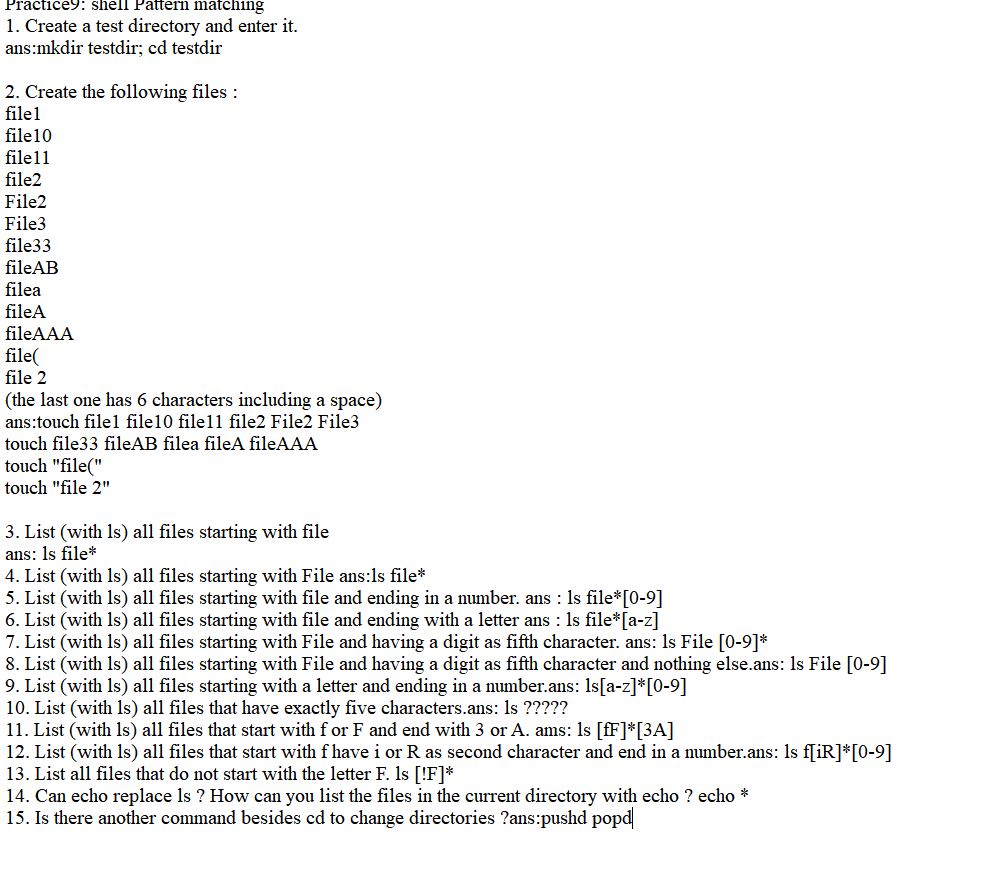 Practice9: shell Pattern matching
1. Create a test directory and enter it.
ans:mkdir testdir; cd testdir
2. Create the following files :
file1
file10
file11
file2
File2
File3
file33
fileAB
filea
fileA
fileAAA
file(
file 2
(the last one has 6 characters including a space)
ans:touch file1 file10 file11 file2 File2 File3
touch file33 fileAB filea fileA fileAAA
touch "file("
touch "file 2"
3. List (with ls) all files starting with file
ans: ls file*
4. List (with ls) all files starting with File ans:ls file*
5. List (with ls) all files starting with file and ending in a number. ans : ls file*[0-9]
6. List (with ls) all files starting with file and ending with a letter ans : ls file*[a-z]
7. List (with ls) all files starting with File and having a digit as fifth character. ans: ls File [0-9]*
8. List (with ls) all files starting with File and having a digit as fifth character and nothing else.ans: ls File [0-9]
9. List (with ls) all files starting with a letter and ending in a number.ans: ls[a-z]*[0-9]
10. List (with ls) all files that have exactly five characters.ans: ls ?????
11. List (with ls) all files that start with f or F and end with 3 or A. ams: ls [fF]*[3A]
12. List (with ls) all files that start with f have i or R as second character and end in a number.ans: ls f[iR]*[0-9]
13. List all files that do not start with the letter F. ls [!F]*
14. Can echo replace ls ? How can you list the files in the current directory with echo ? echo *
15. Is there another command besides cd to change directories ?ans:pushd popd